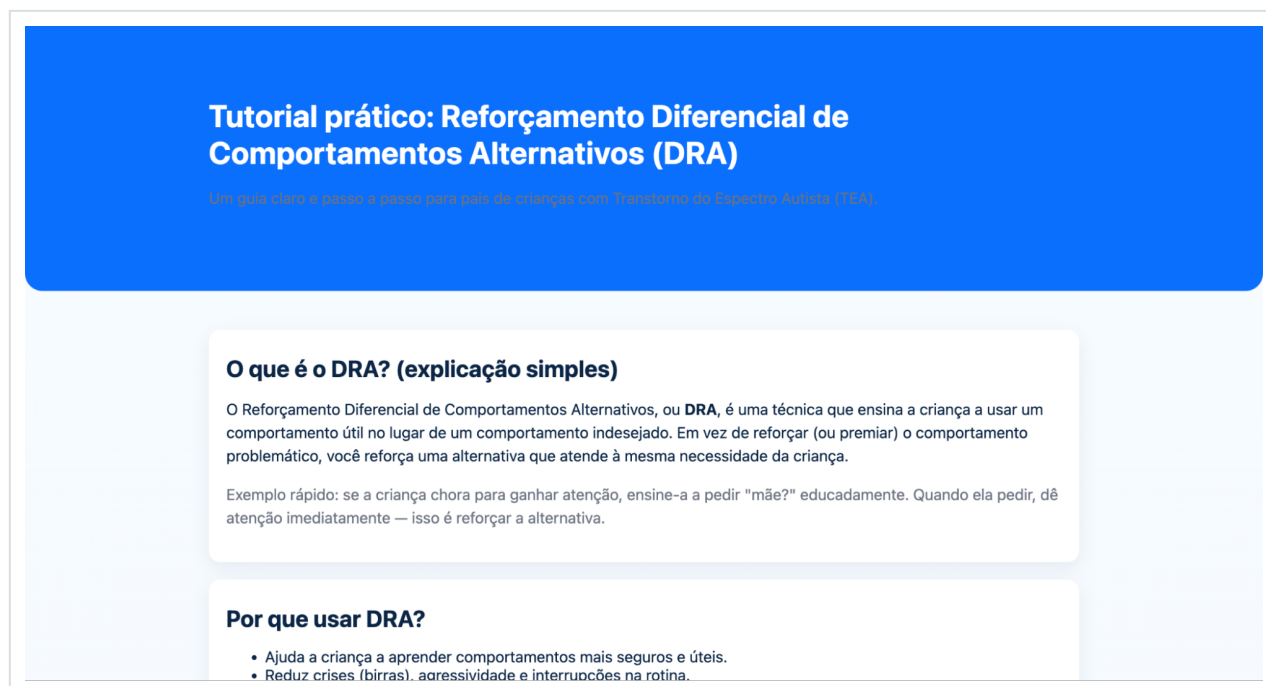 Tutorial prático: Reforçamento Diferencial de
Comportamentos Alternativos (DRA)
Um guia claro e passo a passo para pais de crianças com Transtorno do Espectro Autista (TEA).
O que é o DRA? (explicação simples)
O Reforçamento Diferencial de Comportamentos Alternativos, ou DRA, é uma técnica que ensina a criança a usar um
comportamento útil no lugar de um comportamento indesejado. Em vez de reforçar (ou premiar) o comportamento
problemático, você reforça uma alternativa que atende à mesma necessidade da criança.
Exemplo rápido: se a criança chora para ganhar atenção, ensine-a a pedir "mãe?" educadamente. Quando ela pedir, dê
atenção imediatamente — isso é reforçar a alternativa.
Por que usar DRA?
• Ajuda a criança a aprender comportamentos mais seguros e úteis.
• Reduz crises (birras), agressividade e interrupções na rotina.